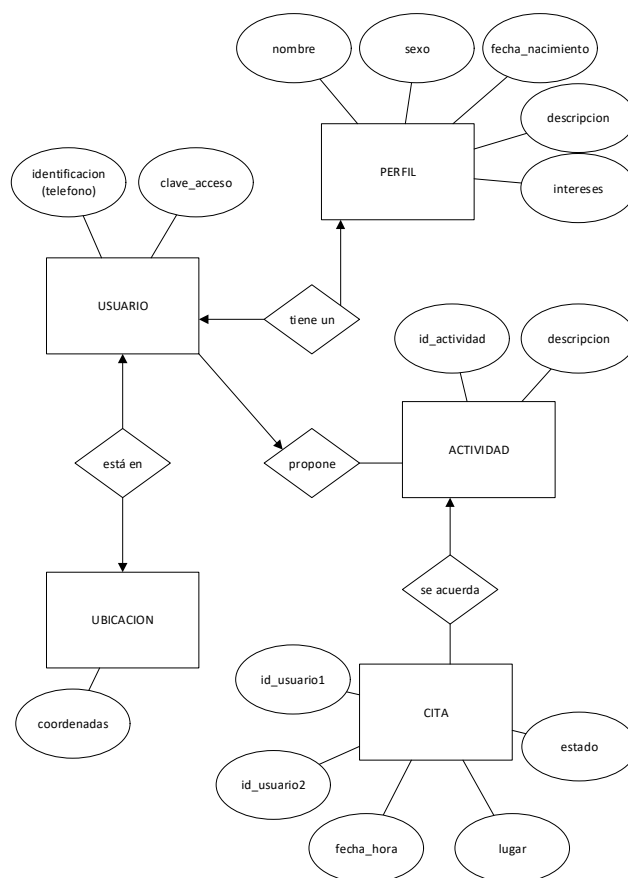 nombre
sexo
fecha_nacimiento
descripcion
intereses
PERFIL
identificacion
(telefono)
clave_acceso
USUARIO
tiene un
id_actividad
descripcion
ACTIVIDAD
está en
propone
UBICACION
coordenadas
se acuerda
id_usuario1
CITA
estado
id_usuario2
fecha_hora
lugar